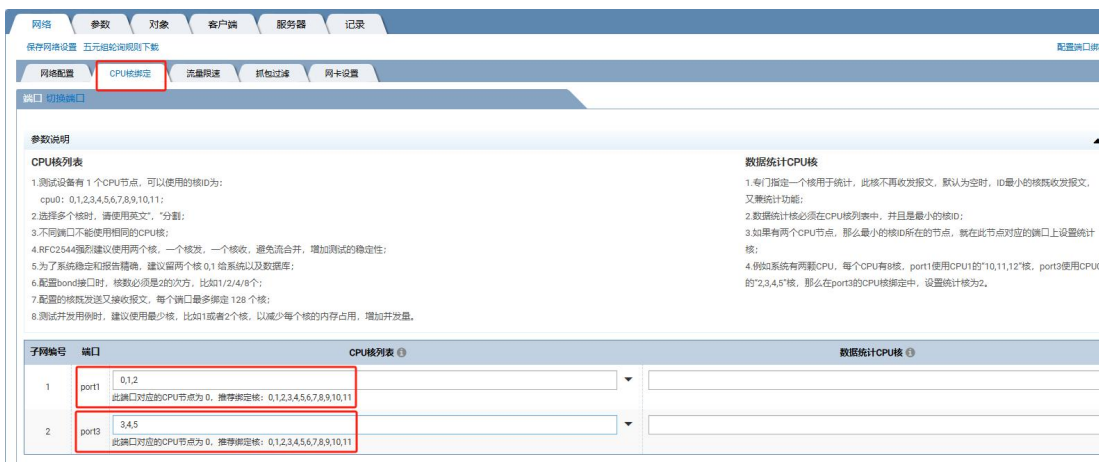 网络 参数 对象 客户端 服务器 记录
保存网络设置 五元组轮询规则下载 配置端口绑
网络配置 CPU核绑定 流量限速 抓包过滤 网卡设置
端口 切换端口
参数说明
CPU核列表
1.测试设备有 1 个CPU节点，可以使用的核ID为:
cpu0：0,1,2,3,4,5,6,7,8,9,10,11；
2.选择多个核时，请使用英文“，”分割；
3.不同端口不能使用相同的CPU核；
4.RFC2544强烈建议使用两个核，一个核发，一个核收，避免流合并，增加测试的稳定性；
5.为了系统稳定和报告精确，建议留两个核 0,1 给系统以及数据库；
6.配置bond接口时，核数必须是2的次方，比如1/2/4/8个；
7.配置的核既发送又接收报文，每个端口最多绑定 128 个核；
8.测试并发用例时，建议使用最少核，比如1或者2个核，以减少每个核的内存占用，增加并发量。
数据统计CPU核
1.专门指定一个核用于统计，此核不再收发报文，默认为空时，ID最小的核既收发报文，
又兼统计功能；
2.数据统计核必须在CPU核列表中，并且是最小的核ID；
3.如果有两个CPU节点，那么最小的核ID所在的节点，就在此节点对应的端口上设置统计
核；
4.例如系统有两颗CPU，每个CPU有8核，port1使用CPU1的"10,11,12"核，port3使用CPU0
的"2,3,4,5"核，那么在port3的CPU核绑定中，设置统计核为2。
子网编号 端口 CPU核列表 数据统计CPU核
1 port1 0,1,2
此端口对应的CPU节点为 0，推荐绑定核：0,1,2,3,4,5,6,7,8,9,10,11
2 port3 3,4,5
此端口对应的CPU节点为 0，推荐绑定核：0,1,2,3,4,5,6,7,8,9,10,11